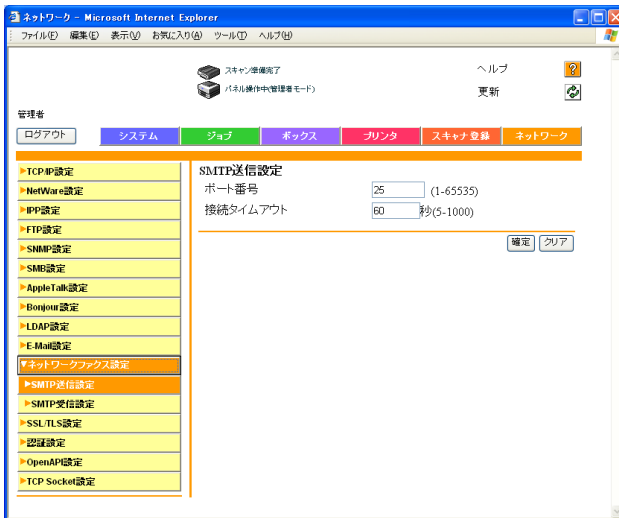 ネットワーク - Microsoft Internet Explorer
ファイル(F) 編集(E) 表示(V) お気に入り(A) ツール(T) ヘルプ(H)
スキャン準備完了
ヘルプ
パネル操作中(管理者モード)
更新
管理者
ログアウト システム ジョブ ボックス プリンタ スキャナ登録 ネットワーク
TCP/IP設定
NetWare設定
IPP設定
FTP設定
SNMP設定
SMB設定
AppleTalk設定
Bonjour設定
LDAP設定
E-Mail設定
ネットワークファクス設定
SMTP送信設定
SMTP受信設定
SSL/TLS設定
認証設定
OpenAPI設定
TCP Socket設定
SMTP送信設定
ポート番号 25 (1-65535)
接続タイムアウト 60 秒(5-1000)
確定 クリア